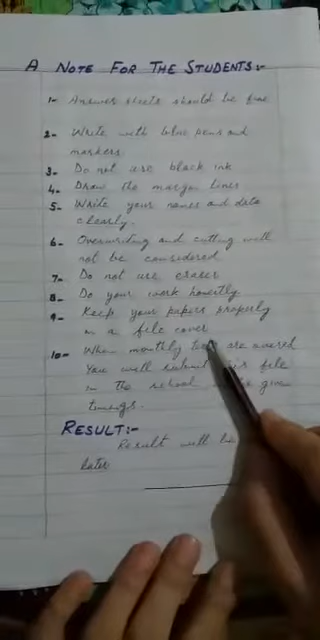 A NOTE FOR THE STUDENTS:-
1- Answer sheets should be fine
2- Write with blue pens and
markers
3- Do not use black ink
4- Draw the margin lines
5- Write your names and date
clearly.
6- Overwriting and cutting will
not be considered
7- Do not use eraser
8- Do your work honestly
9- Keep your papers properly
in a file cover
10- When monthly are
You will submit file
in the school
timings.
RESULT:-
Result will be
later